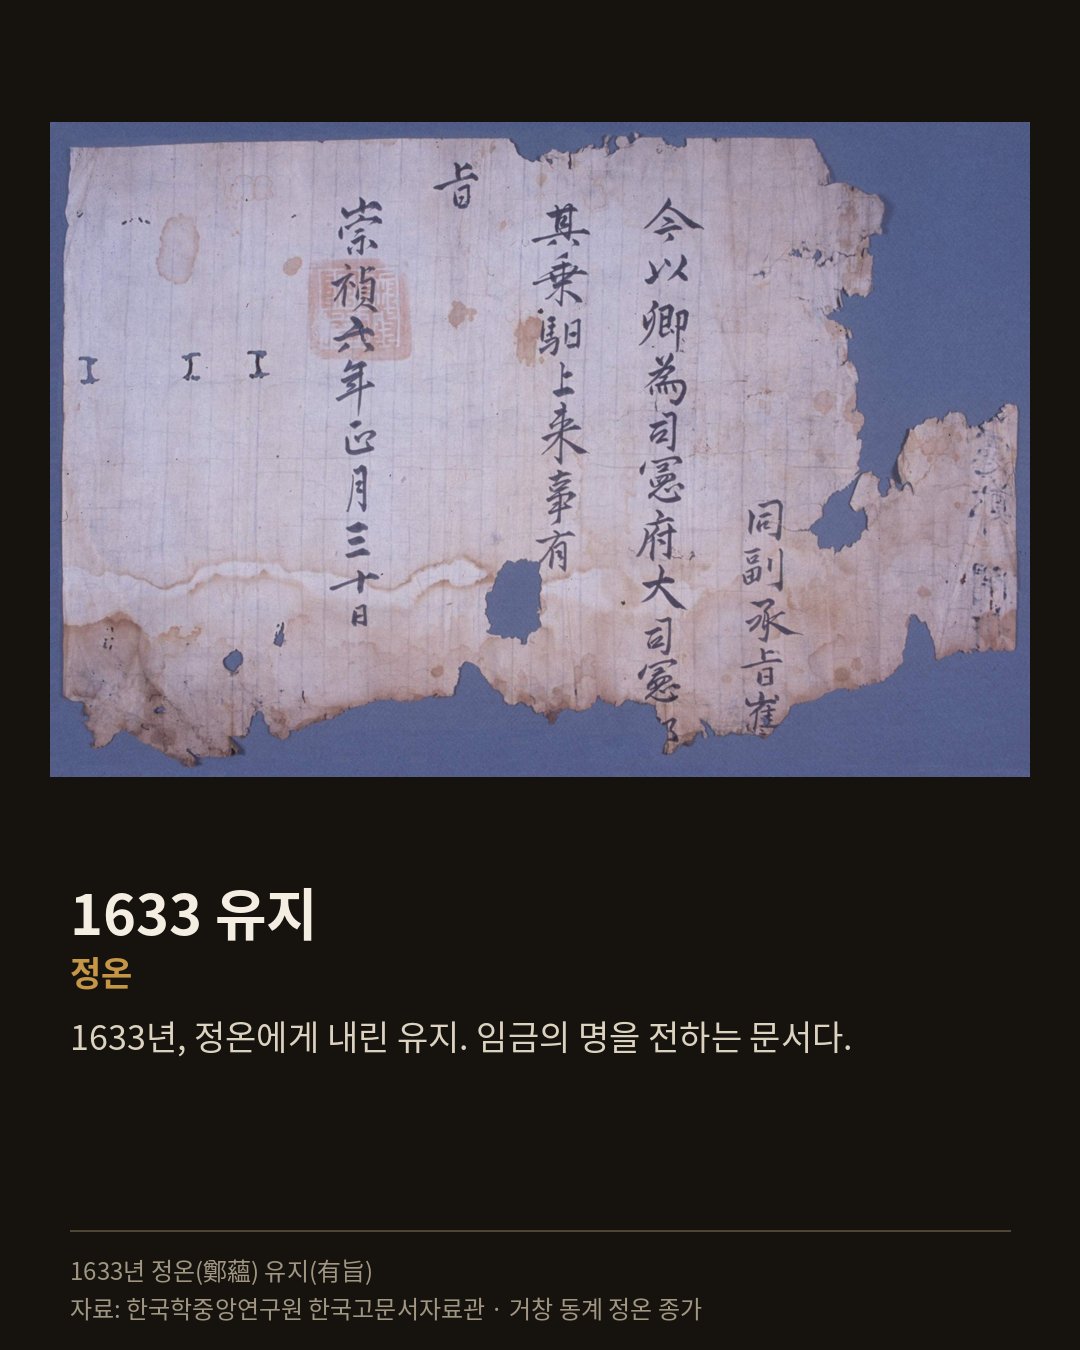 同副承旨崔
今以卿為司憲府大司憲
其乗馹上来事有
旨
崇禎六年正月三十日
1633 유지
정온
1633년, 정온에게 내린 유지. 임금의 명을 전하는 문서다.
1633년 정온(鄭蘊) 유지(有旨)
자료: 한국학중앙연구원 한국고문서자료관 · 거창 동계 정온 종가